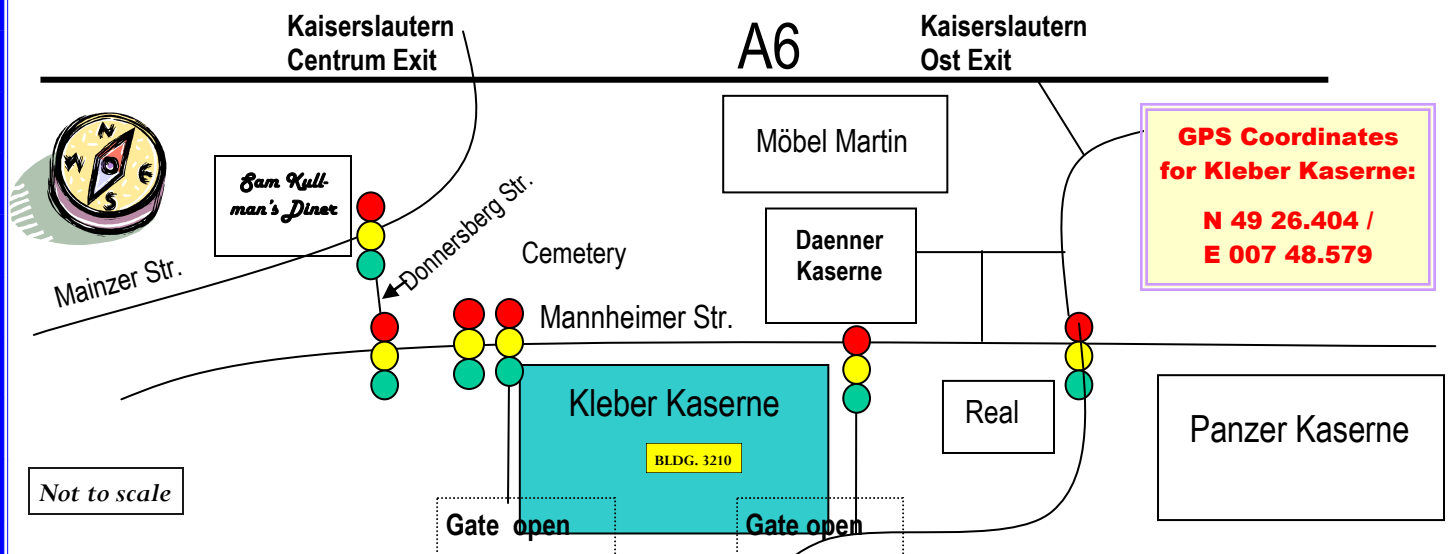 Kaiserslautern
Centrum Exit
A6
Kaiserslautern
Ost Exit
N
W
E
S
Sam Kull-
man's Diner
Möbel Martin
GPS Coordinates
for Kleber Kaserne:
N 49 26.404 /
E 007 48.579
Mainzer Str.
Donnersberg Str.
Cemetery
Daenner
Kaserne
Mannheimer Str.
Kleber Kaserne
BLDG. 3210
Real
Panzer Kaserne
Not to scale
Gate open
Gate open